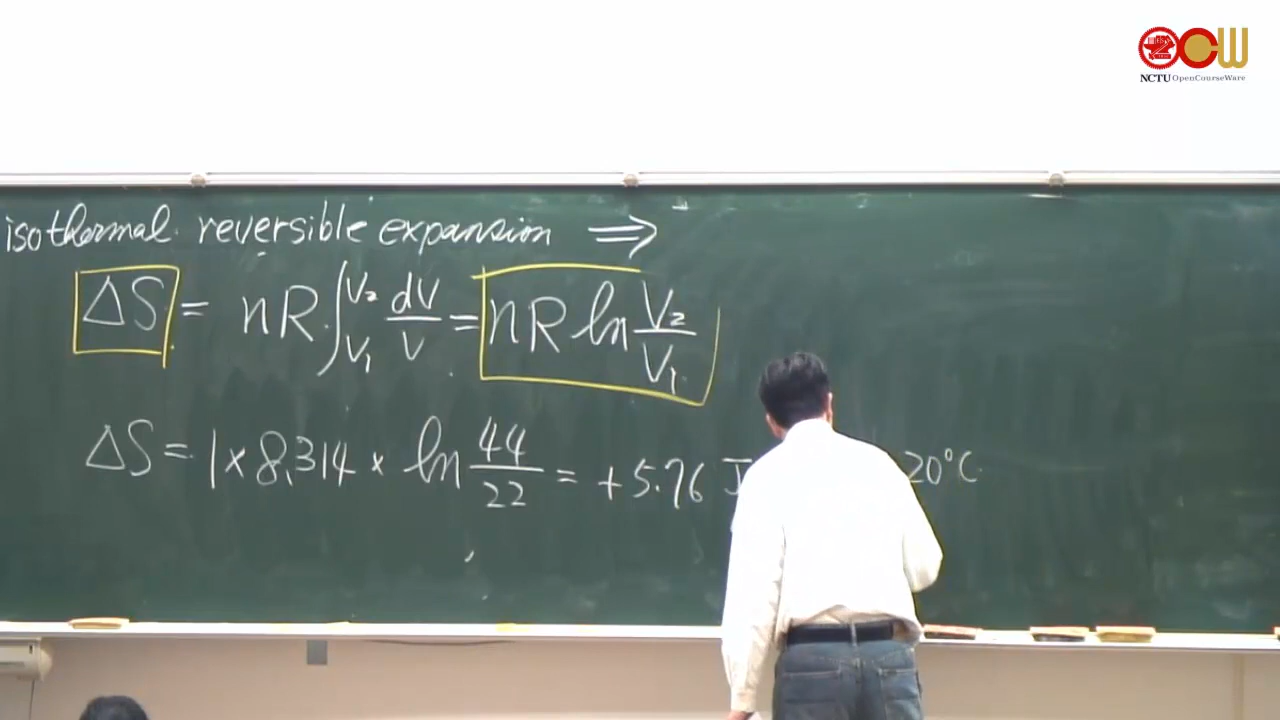 OCW
NCTU OpenCourseWare
isothermal reversible expansion ⇒
ΔS = nR ∫_{V₁}^{V₂} dV/V = nR ln V₂/V₁
ΔS = 1 × 8.314 × ln 44/22 = +5.76 J 20°C